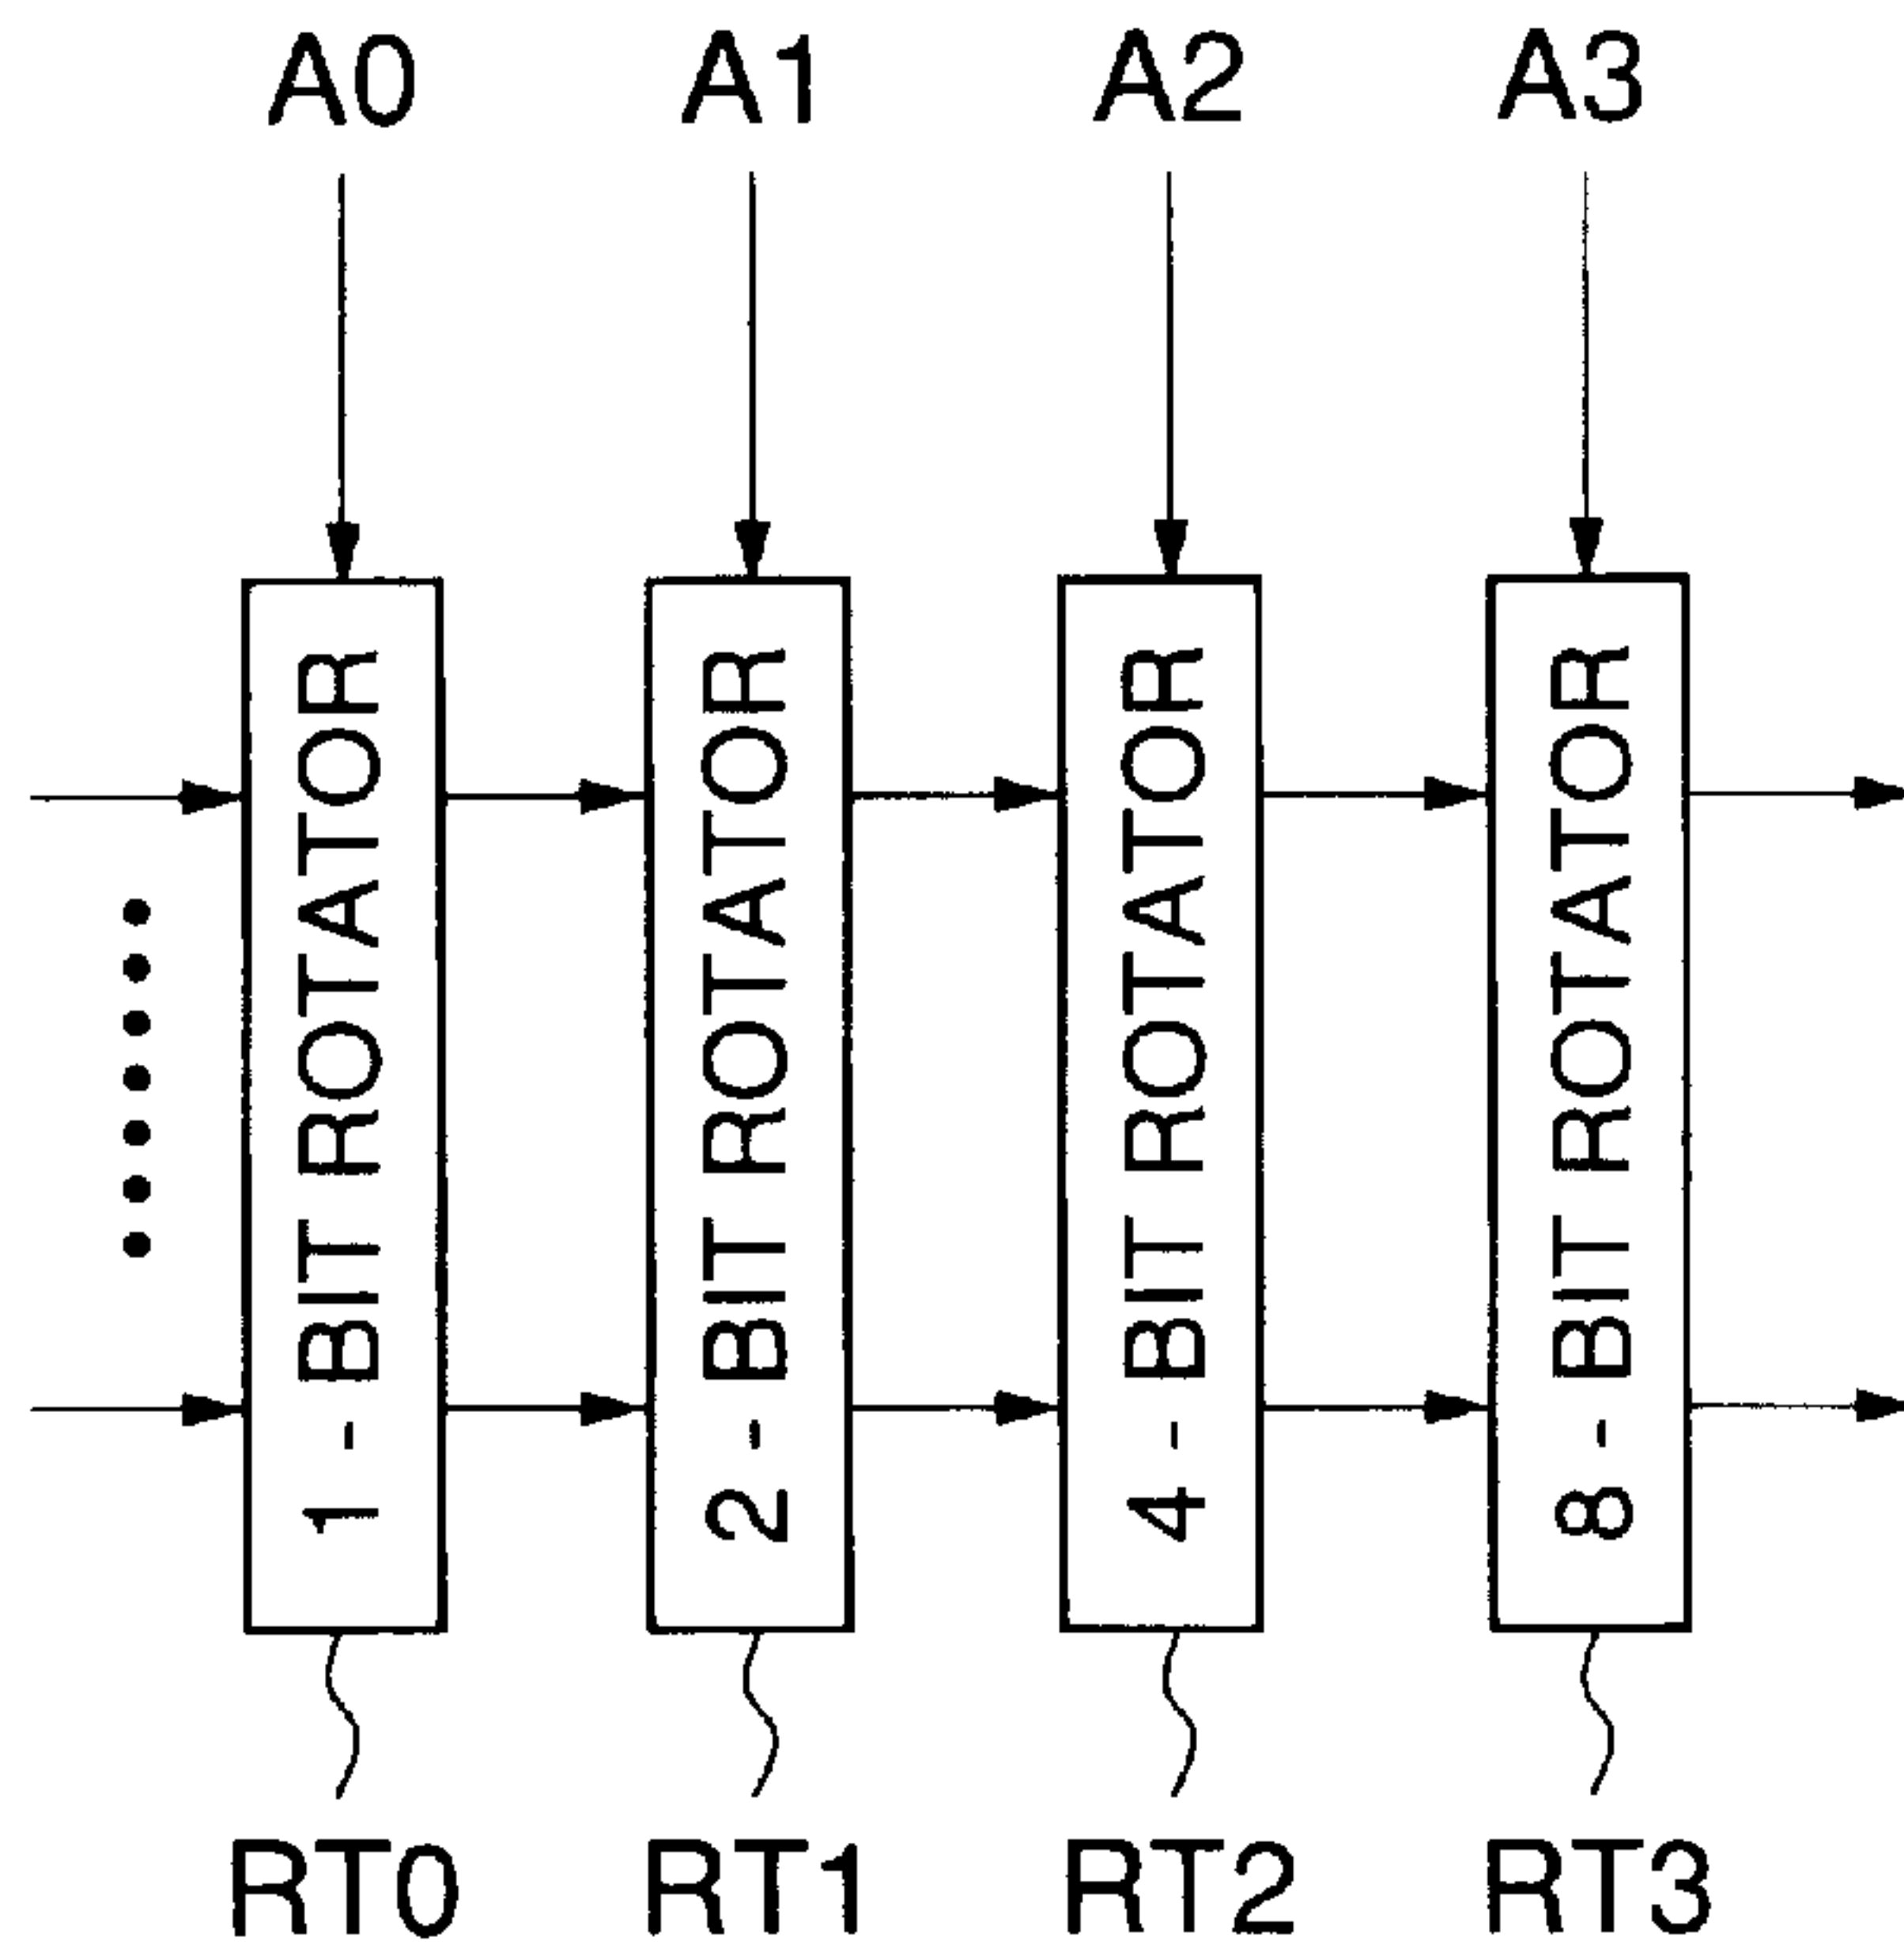 A0 A1 A2 A3
1 - BIT ROTATOR
2 - BIT ROTATOR
4 - BIT ROTATOR
8 - BIT ROTATOR
RT0 RT1 RT2 RT3